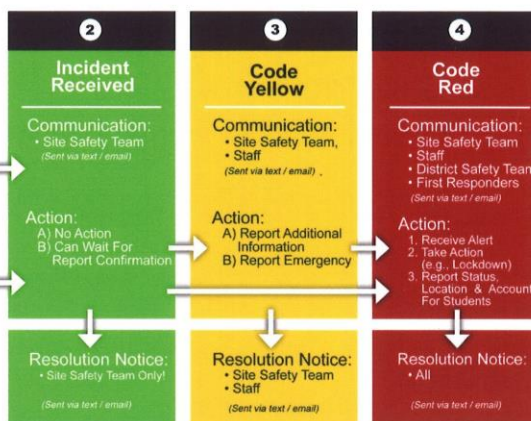 2
Incident
Received
Communication:
• Site Safety Team
(Sent via text / email)
Action:
A) No Action
B) Can Wait For
Report Confirmation
Resolution Notice:
• Site Safety Team Only!
(Sent via text / email)
3
Code
Yellow
Communication:
• Site Safety Team,
• Staff
(Sent via text / email)
Action:
A) Report Additional
Information
B) Report Emergency
Resolution Notice:
• Site Safety Team
• Staff
(Sent via text / email)
4
Code
Red
Communication:
• Site Safety Team
• Staff
• District Safety Team
• First Responders
(Sent via text / email)
Action:
1. Receive Alert
2. Take Action
(e.g., Lockdown)
3. Report Status,
Location & Account
For Students
Resolution Notice:
• All
(Sent via text / email)